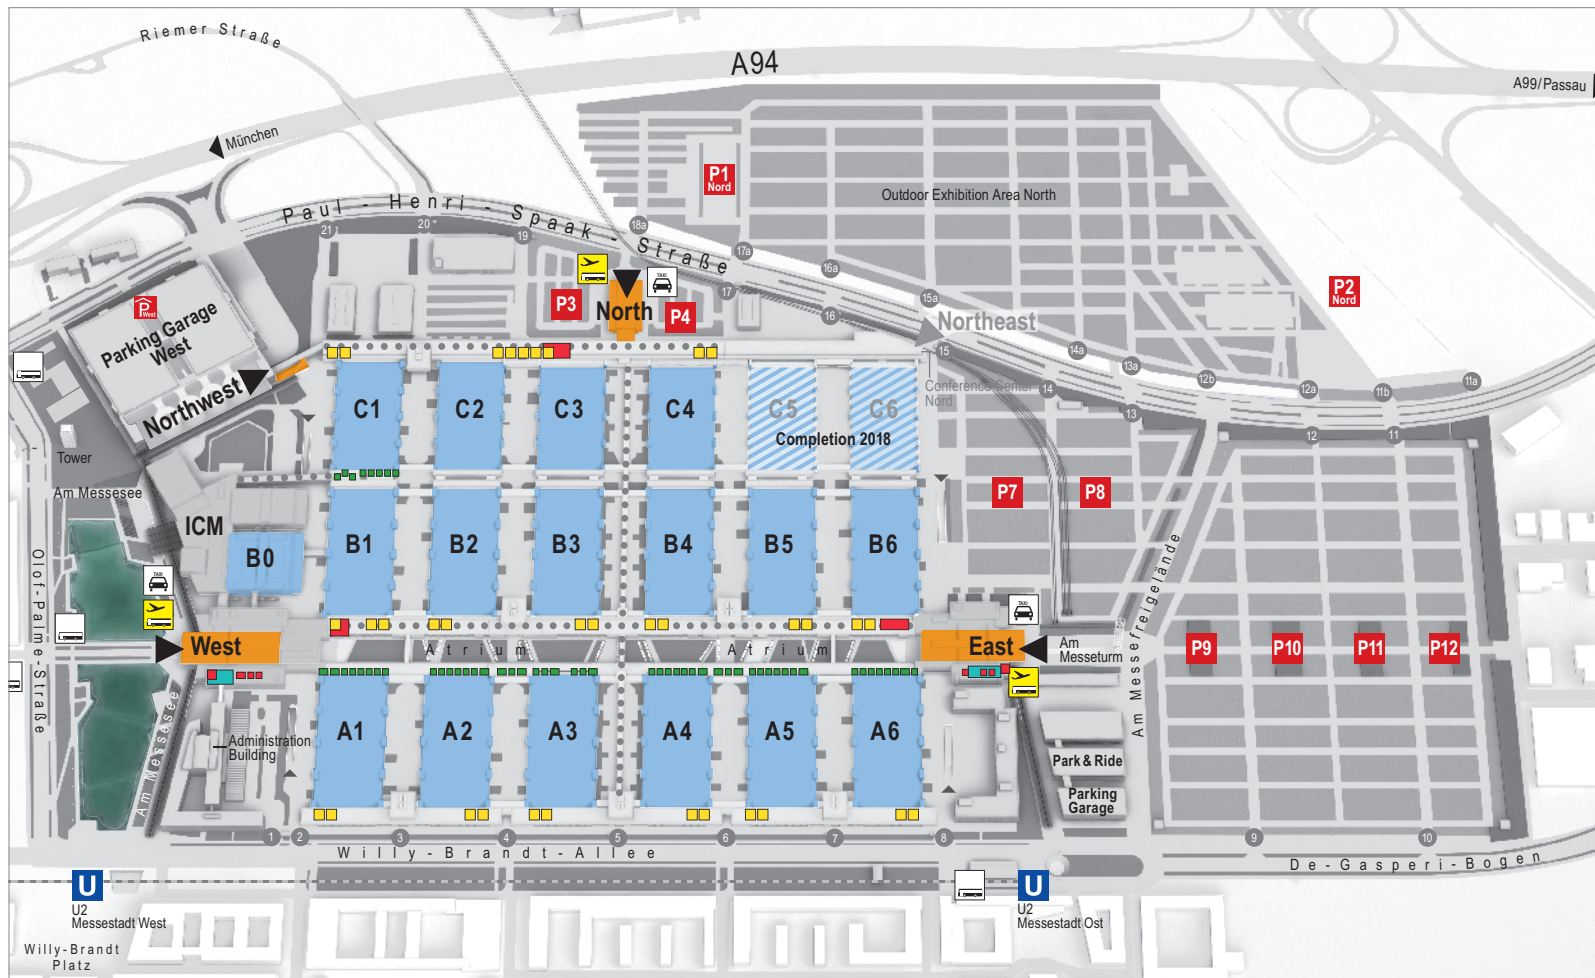 Riemer Straße
A94
A99/Passau
München
P1
Nord
Outdoor Exhibition Area North
Paul-Henri-Spaak-Straße
21
20
19
18a
17a
16a
15a
14a
13a
12b
12a
11b
11a
17
16
15
14
13
12
11
P2
Nord
TAXI
P3
North
P4
Northeast
P
West
Parking Garage
West
Northwest
Conference Center
Nord
C1
C2
C3
C4
C5
C6
Completion 2018
Tower
Am Messesee
ICM
P7
P8
B0
B1
B2
B3
B4
B5
B6
Olof-Palme-Straße
TAXI
TAXI
West
Atrium
Atrium
East
Am
Messeturm
Am Messefreigelände
P9
P10
P11
P12
Am Messesee
Administration
Building
A1
A2
A3
A4
A5
A6
Park & Ride
Parking
Garage
1
2
3
4
5
6
7
8
9
10
Willy-Brandt-Allee
De-Gasperi-Bogen
U
U2
Messestadt West
U
U2
Messestadt Ost
Willy-Brandt
Platz